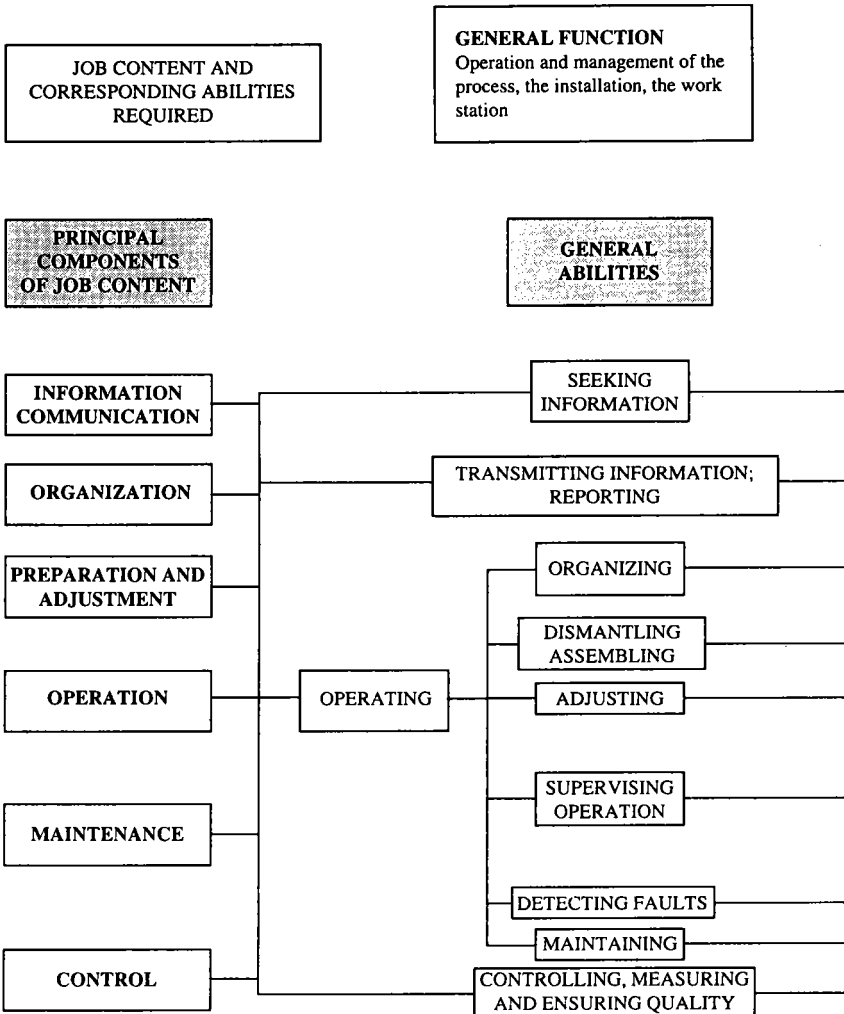 JOB CONTENT AND
CORRESPONDING ABILITIES
REQUIRED
GENERAL FUNCTION
Operation and management of the
process, the installation, the work
station
PRINCIPAL
COMPONENTS
OF JOB CONTENT
GENERAL
ABILITIES
INFORMATION
COMMUNICATION
SEEKING
INFORMATION
ORGANIZATION
TRANSMITTING INFORMATION;
REPORTING
PREPARATION AND
ADJUSTMENT
ORGANIZING
DISMANTLING
ASSEMBLING
OPERATION
OPERATING
ADJUSTING
SUPERVISING
OPERATION
MAINTENANCE
DETECTING FAULTS
MAINTAINING
CONTROL
CONTROLLING, MEASURING
AND ENSURING QUALITY